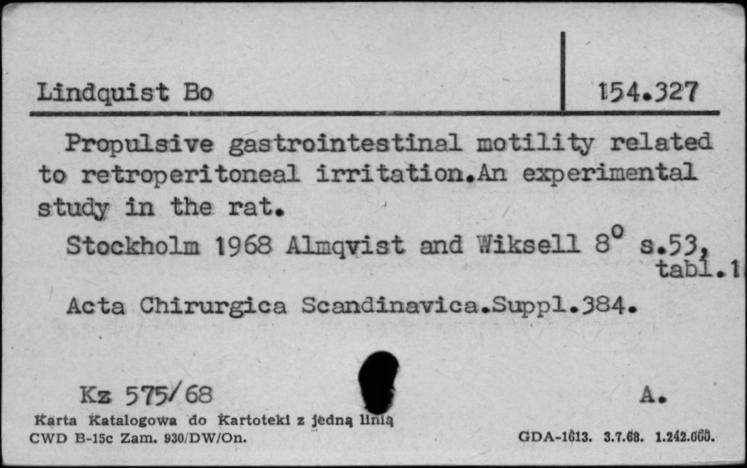 Lindquist Bo 154.327
Propulsive gastrointestinal motility related
to retroperitoneal irritation.An experimental
study in the rat.
Stockholm 1968 Almqvist and Wiksell 8° s.53,
tabl.1
Acta Chirurgica Scandinavica.Suppl.384.
Kz 575/68 A.
Karta Katalogowa do Kartoteki z jedną linią
CWD B-15c Zam. 930/DW/On. GDA-1613. 3.7.68. 1.242.000.